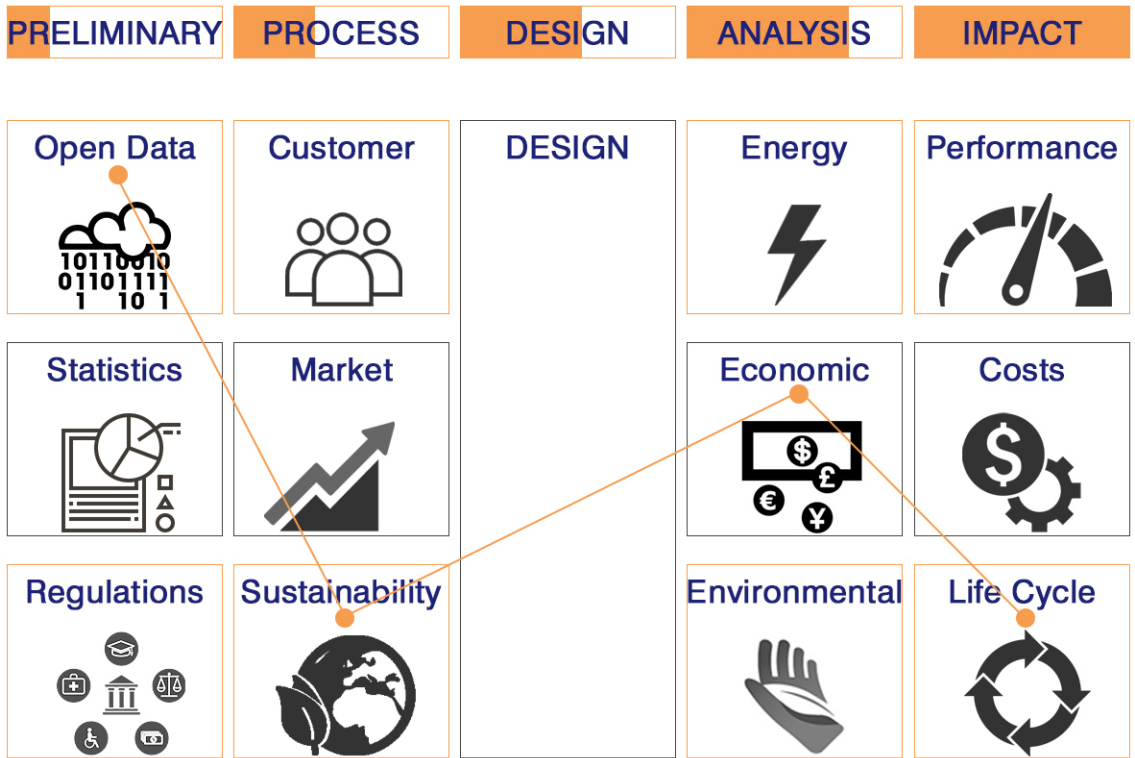 PRELIMINARY PROCESS DESIGN ANALYSIS IMPACT
Open Data Customer DESIGN Energy Performance
10110010
01101111
1 10 1
Statistics Market Economic Costs
$ £ € ¥ $
Regulations Sustainability Environmental Life Cycle